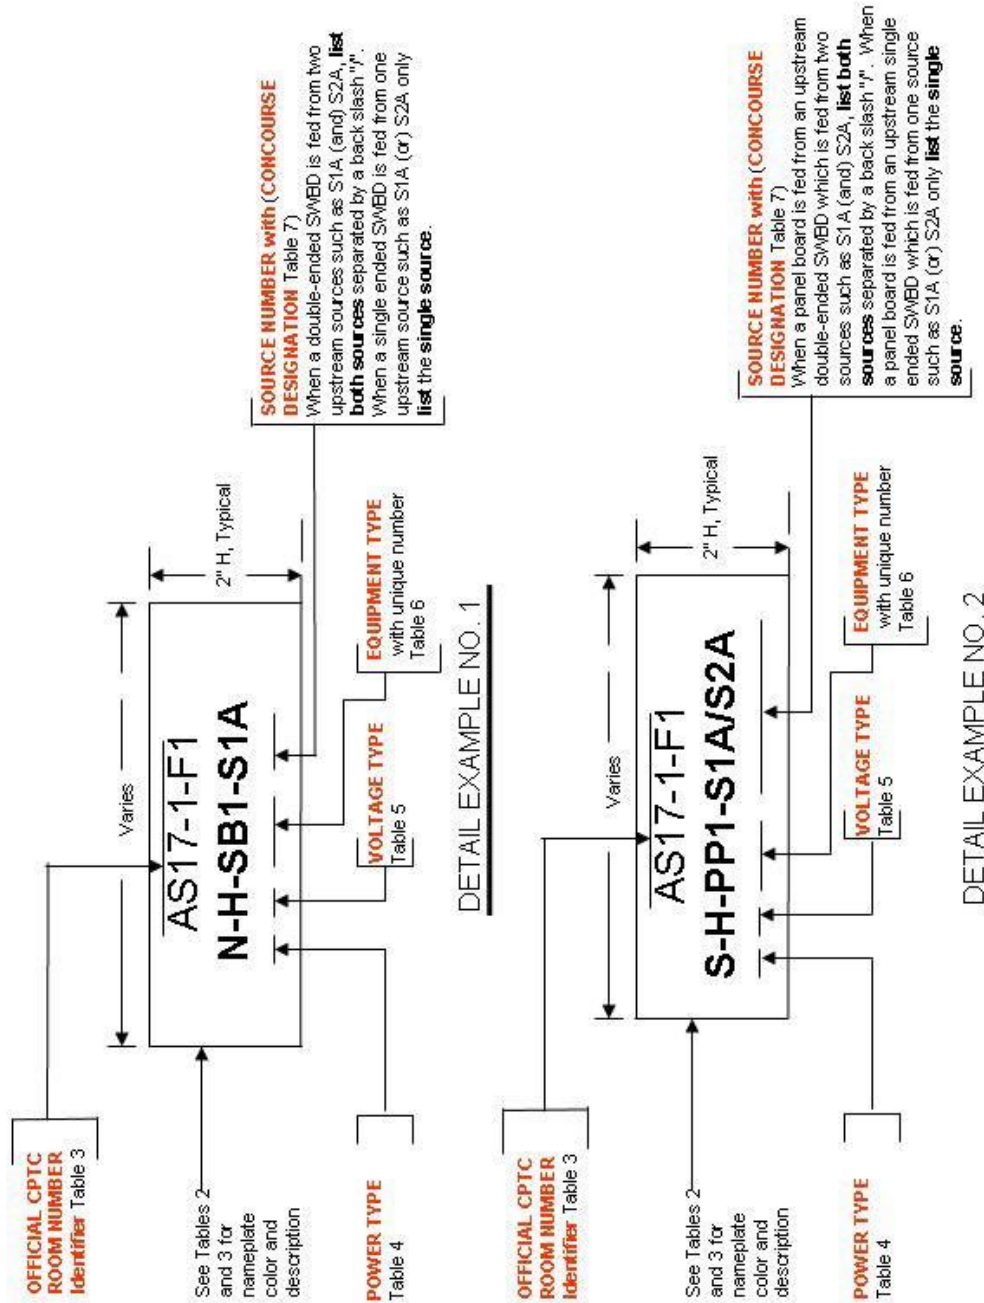 OFFICIAL CPTC
ROOM NUMBER
Identifier Table 3
See Tables 2
and 3 for
nameplate
color and
description
POWER TYPE
Table 4
Varies
AS17-1-F1
N-H-SB1-S1A
2" H, Typical
VOLTAGE TYPE
Table 5
EQUIPMENT TYPE
with unique number
Table 6
SOURCE NUMBER with (CONCOURSE
DESIGNATION Table 7)
When a double-ended SWBD is fed from two
upstream sources such as S1A (and) S2A, list
both sources separated by a back slash "/".
When a single ended SWBD is fed from one
upstream source such as S1A (or) S2A only
list the single source.
DETAIL EXAMPLE NO. 1
OFFICIAL CPTC
ROOM NUMBER
Identifier Table 3
See Tables 2
and 3 for
nameplate
color and
description
POWER TYPE
Table 4
Varies
AS17-1-F1
S-H-PP1-S1A/S2A
2" H, Typical
VOLTAGE TYPE
Table 5
EQUIPMENT TYPE
with unique number
Table 6
SOURCE NUMBER with (CONCOURSE
DESIGNATION Table 7)
When a panel board is fed from an upstream
double-ended SWBD which is fed from two
sources such as S1A (and) S2A, list both
sources separated by a back slash "/". When
a panel board is fed from an upstream single
ended SWBD which is fed from one source
such as S1A (or) S2A only list the single
source.
DETAIL EXAMPLE NO. 2